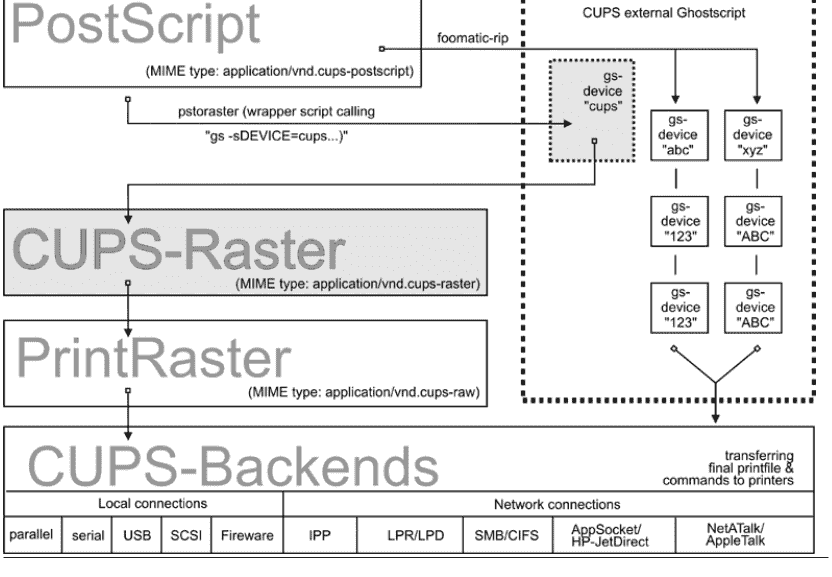 CUPS external Ghostscript
PostScript
foomatic-rip
(MIME type: application/vnd.cups-postscript)
gs-
device
"cups"
pstoraster (wrapper script calling
"gs -sDEVICE=cups...)"
gs-
device
"abc"
gs-
device
"xyz"
gs-
device
"123"
gs-
device
"ABC"
CUPS-Raster
(MIME type: application/vnd.cups-raster)
gs-
device
"123"
gs-
device
"ABC"
PrintRaster
(MIME type: application/vnd.cups-raw)
CUPS-Backends
transferring
final printfile &
commands to printers
Local connections
Network connections
parallel
serial
USB
SCSI
Fireware
IPP
LPR/LPD
SMB/CIFS
AppSocket/
HP-JetDirect
NetATalk/
AppleTalk